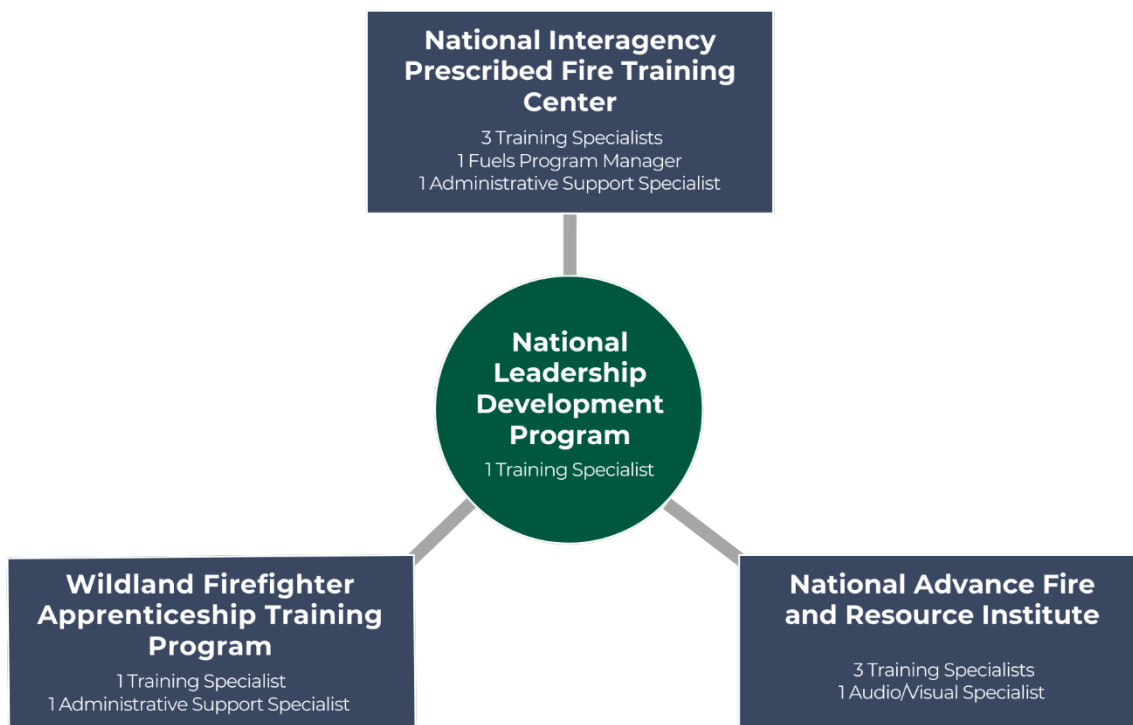 National Interagency
Prescribed Fire Training
Center
3 Training Specialists
1 Fuels Program Manager
1 Administrative Support Specialist
National
Leadership
Development
Program
1 Training Specialist
Wildland Firefighter
Apprenticeship Training
Program
1 Training Specialist
1 Administrative Support Specialist
National Advance Fire
and Resource Institute
3 Training Specialists
1 Audio/Visual Specialist